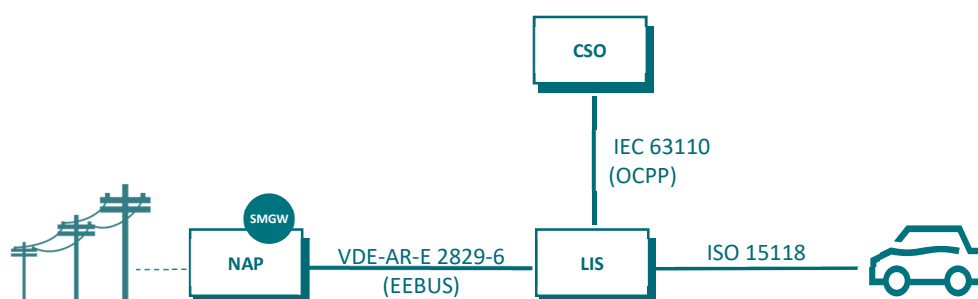 CSO
IEC 63110
(OCPP)
SMGW
NAP
VDE-AR-E 2829-6
(EEBUS)
LIS
ISO 15118